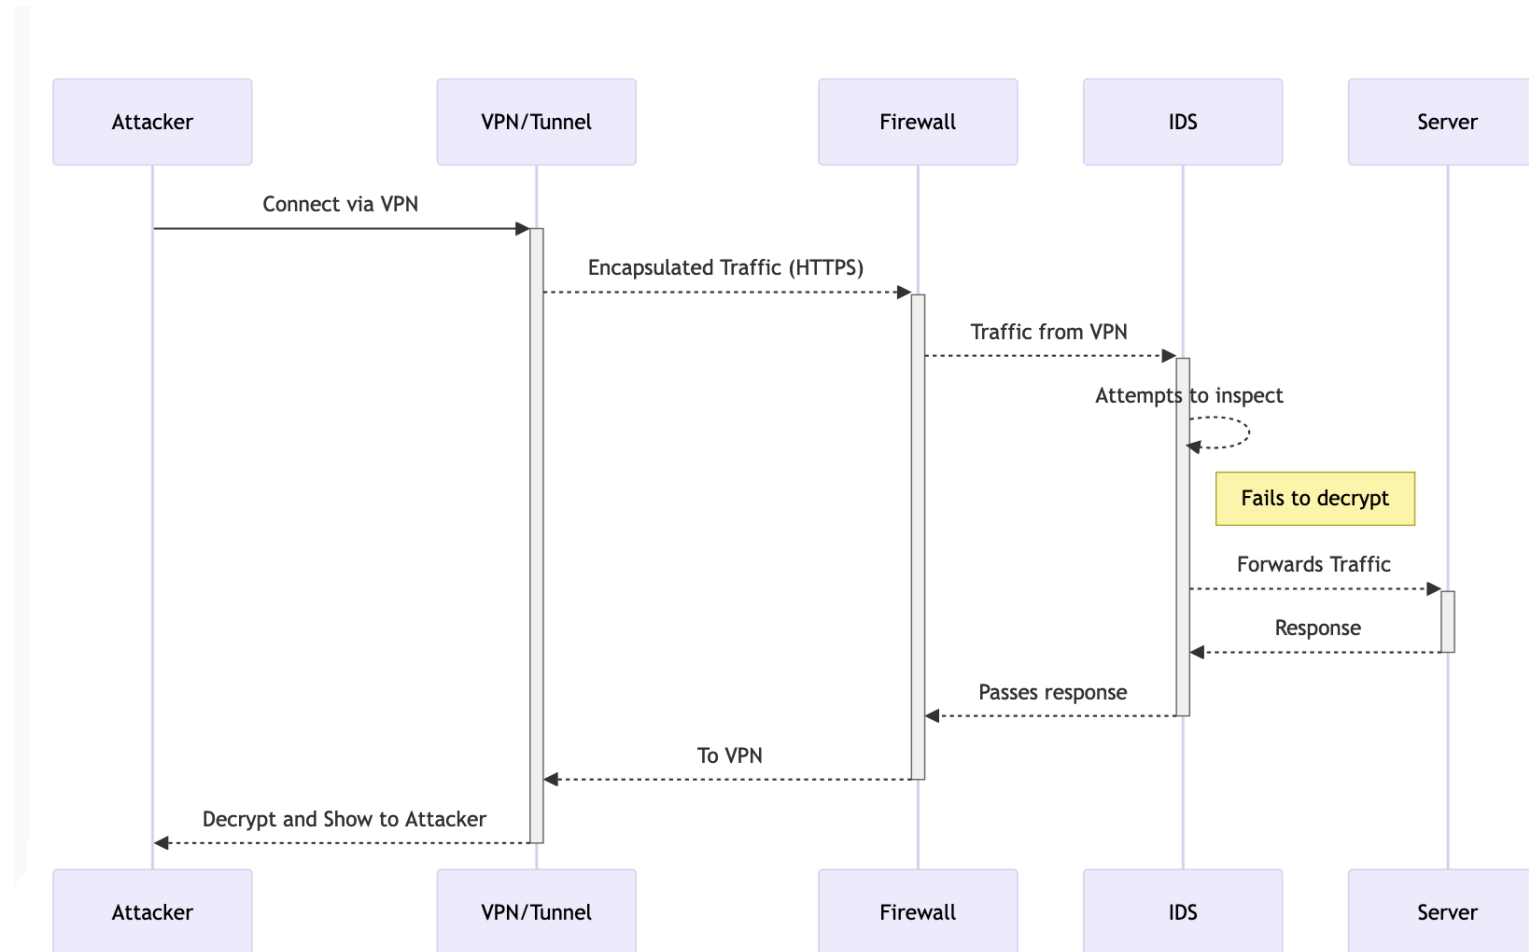 Attacker
VPN/Tunnel
Firewall
IDS
Server
Connect via VPN
Encapsulated Traffic (HTTPS)
Traffic from VPN
Attempts to inspect
Fails to decrypt
Forwards Traffic
Response
Passes response
To VPN
Decrypt and Show to Attacker
Attacker
VPN/Tunnel
Firewall
IDS
Server